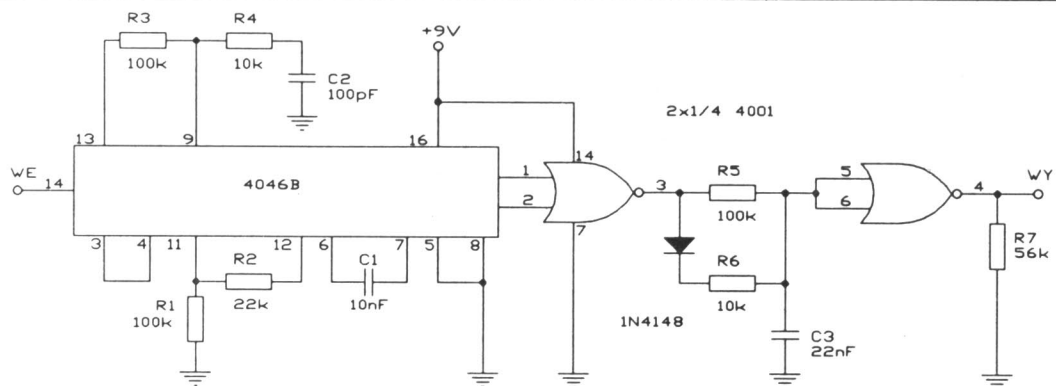 R3
100k
R4
10k
C2
100pF
+9V
2x1/4 4001
13
9
16
14
WE
14
4046B
1
2
3
R5
100k
5
6
4
WY
7
3
4
11
12
6
7
5
8
R2
22k
C1
10nF
R6
10k
R7
56k
R1
100k
1N4148
C3
22nF